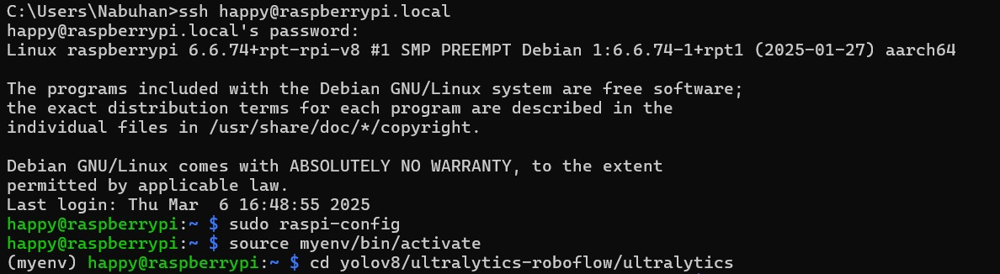 C:\Users\Nabuhan>ssh happy@raspberrypi.local
happy@raspberrypi.local's password:
Linux raspberrypi 6.6.74+rpt-rpi-v8 #1 SMP PREEMPT Debian 1:6.6.74-1+rpt1 (2025-01-27) aarch64
The programs included with the Debian GNU/Linux system are free software;
the exact distribution terms for each program are described in the
individual files in /usr/share/doc/*/copyright.
Debian GNU/Linux comes with ABSOLUTELY NO WARRANTY, to the extent
permitted by applicable law.
Last login: Thu Mar  6 16:48:55 2025
happy@raspberrypi:~ $ sudo raspi-config
happy@raspberrypi:~ $ source myenv/bin/activate
(myenv) happy@raspberrypi:~ $ cd yolov8/ultralytics-roboflow/ultralytics